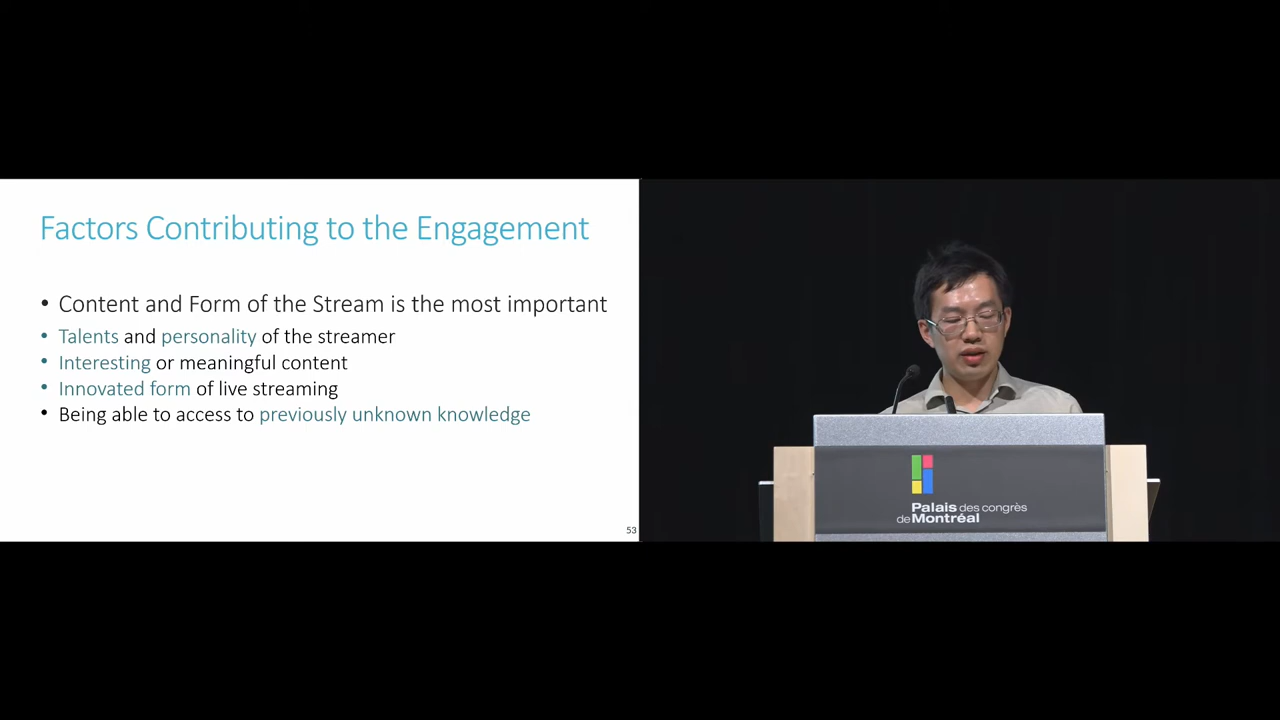 Factors Contributing to the Engagement
• Content and Form of the Stream is the most important
• Talents and personality of the streamer
• Interesting or meaningful content
• Innovated form of live streaming
• Being able to access to previously unknown knowledge
53
Palais des congrès
de Montréal